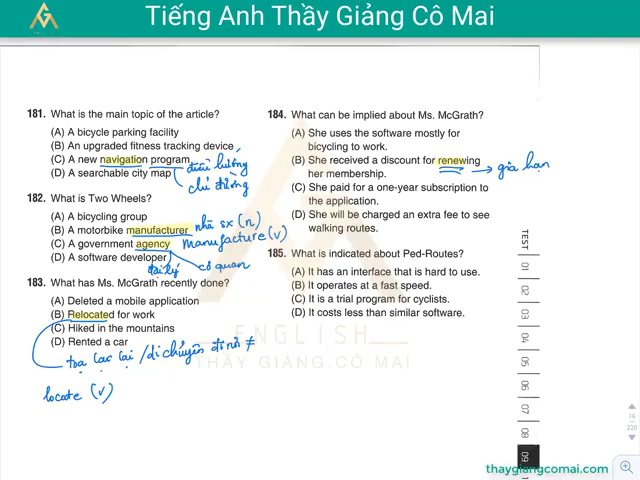 Tiếng Anh Thầy Giảng Cô Mai
181. What is the main topic of the article?
(A) A bicycle parking facility
(B) An upgraded fitness tracking device
(C) A new navigation program
(D) A searchable city map
điều hướng
chỉ đường
182. What is Two Wheels?
(A) A bicycling group
(B) A motorbike manufacturer
nhà sx (n)
(C) A government agency
manufacture (v)
(D) A software developer
đại lý
cơ quan
183. What has Ms. McGrath recently done?
(A) Deleted a mobile application
(B) Relocated for work
(C) Hiked in the mountains
(D) Rented a car
/ di chuyển
locate (v)
184. What can be implied about Ms. McGrath?
(A) She uses the software mostly for
bicycling to work.
(B) She received a discount for renewing
her membership.
→ gia hạn
(C) She paid for a one-year subscription to
the application.
(D) She will be charged an extra fee to see
walking routes.
185. What is indicated about Ped-Routes?
(A) It has an interface that is hard to use.
(B) It operates at a fast speed.
(C) It is a trial program for cyclists.
(D) It costs less than similar software.
TEST
01
02
03
04
05
06
07
08
09
16
220
ENGLISH
THẦY GIẢNG.CÔ MAI
thaygiangcomai.com